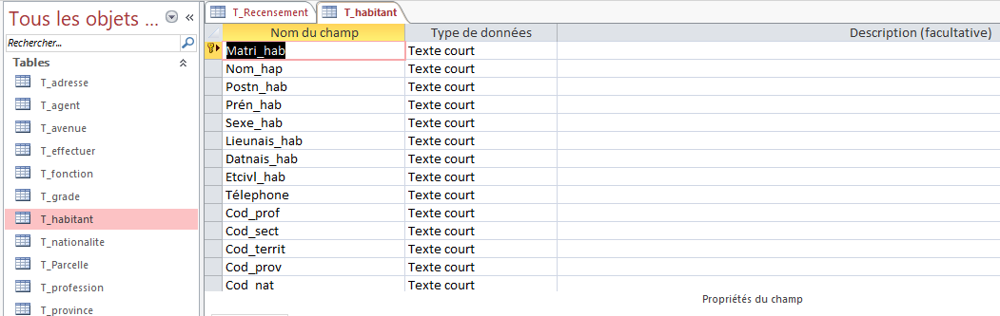 Tous les objets ...
Rechercher...
Tables
T_adresse
T_agent
T_avenue
T_effectuer
T_fonction
T_grade
T_habitant
T_nationalite
T_Parcelle
T_profession
T_province
T_Recensement T_habitant
Nom du champ Type de données Description (facultative)
Matri_hab Texte court
Nom_hap Texte court
Postn_hab Texte court
Prén_hab Texte court
Sexe_hab Texte court
Lieunais_hab Texte court
Datnais_hab Texte court
Etcivl_hab Texte court
Télephone Texte court
Cod_prof Texte court
Cod_sect Texte court
Cod_territ Texte court
Cod_prov Texte court
Cod_nat Texte court
Propriétés du champ